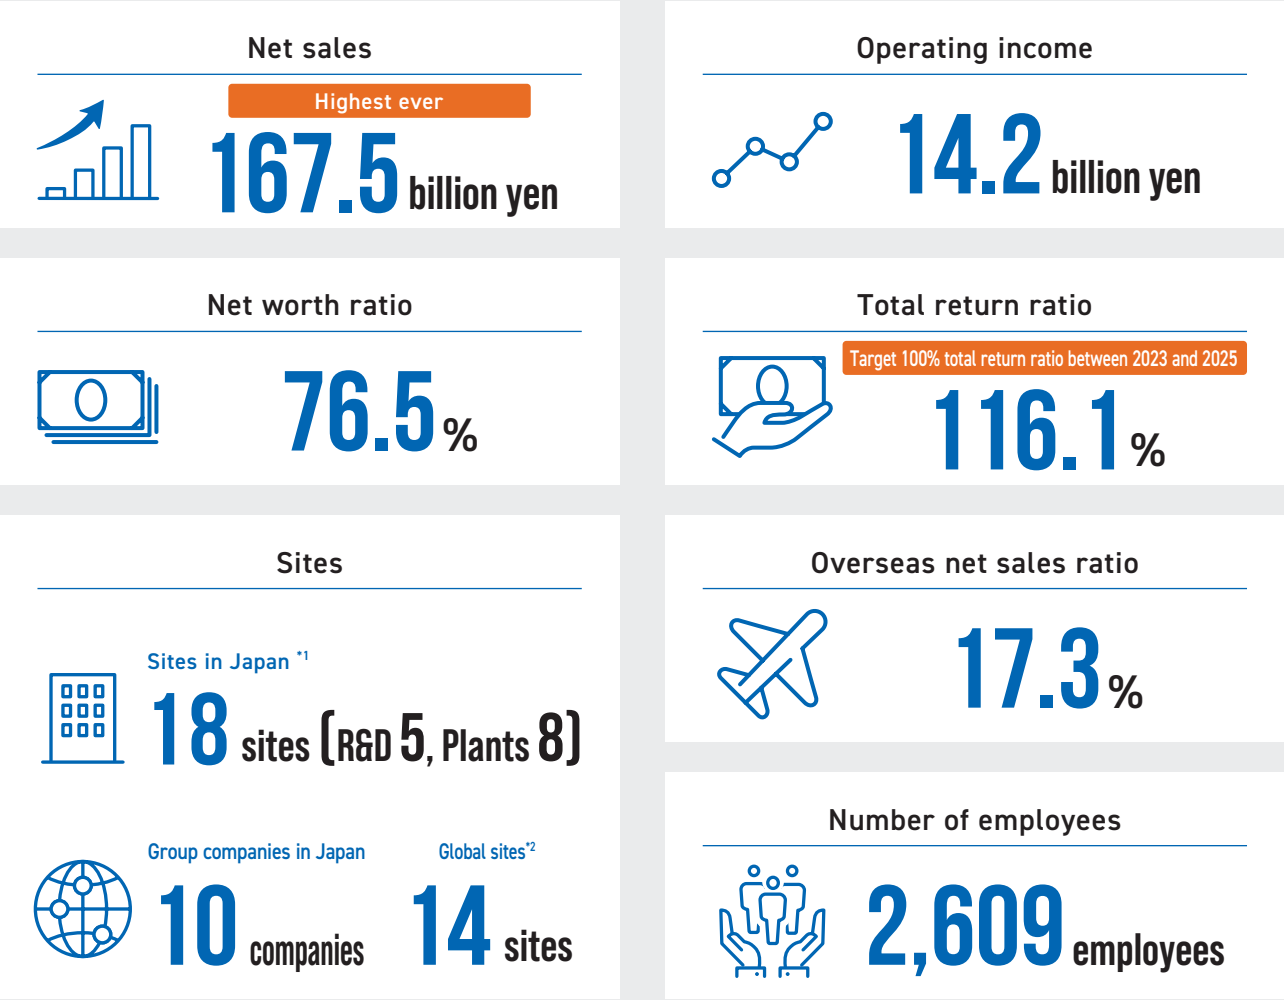 Net sales
Highest ever
167.5 billion yen
Operating income
14.2 billion yen
Net worth ratio
76.5 %
Total return ratio
Target 100% total return ratio between 2023 and 2025
116.1 %
Sites
Sites in Japan *1
18 sites (R&D 5, Plants 8)
Group companies in Japan
10 companies
Global sites*2
14 sites
Overseas net sales ratio
17.3 %
Number of employees
2,609 employees